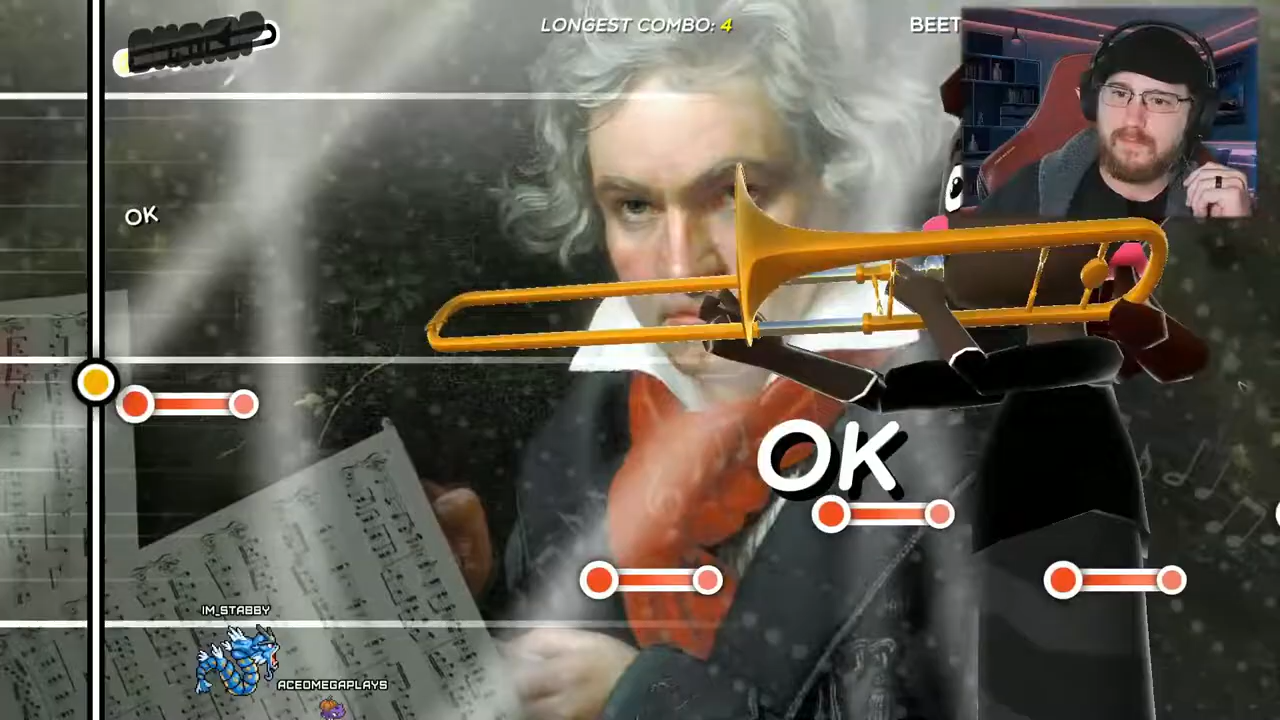 LONGEST COMBO: 4
BEET
OK
OK
IM_STABBY
ACEOMEGAPLAYS